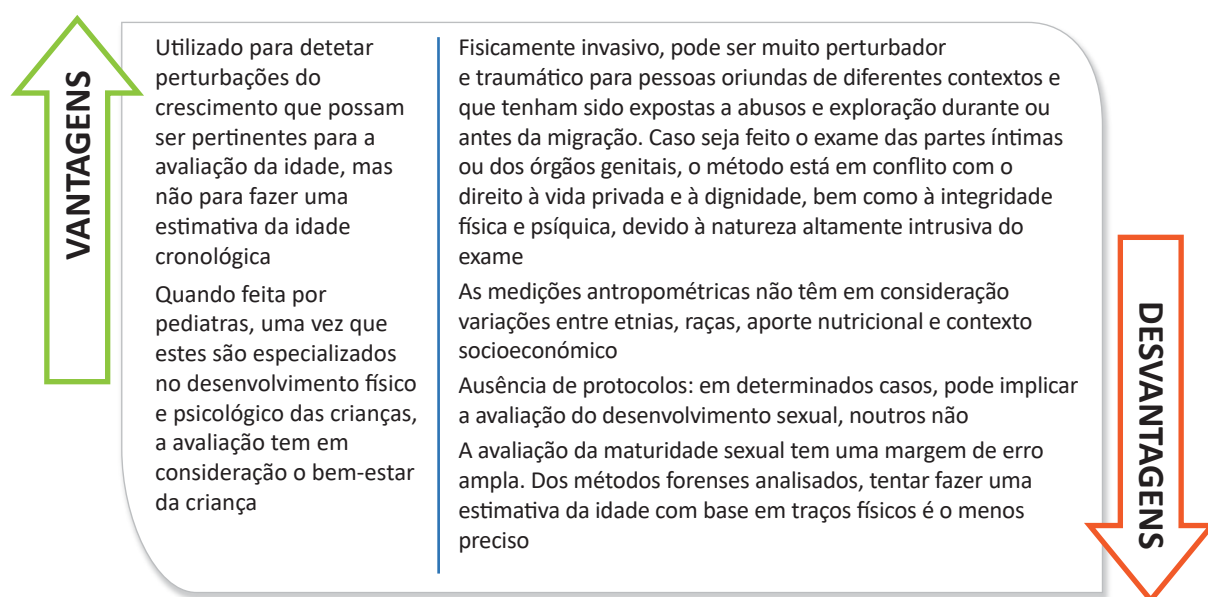 VANTAGENS
Utilizado para detetar
perturbações do
crescimento que possam
ser pertinentes para a
avaliação da idade, mas
não para fazer uma
estimativa da idade
cronológica
Quando feita por
pediatras, uma vez que
estes são especializados
no desenvolvimento físico
e psicológico das crianças,
a avaliação tem em
consideração o bem-estar
da criança
Fisicamente invasivo, pode ser muito perturbador
e traumático para pessoas oriundas de diferentes contextos e
que tenham sido expostas a abusos e exploração durante ou
antes da migração. Caso seja feito o exame das partes íntimas
ou dos órgãos genitais, o método está em conflito com o
direito à vida privada e à dignidade, bem como à integridade
física e psíquica, devido à natureza altamente intrusiva do
exame
As medições antropométricas não têm em consideração
variações entre etnias, raças, aporte nutricional e contexto
socioeconómico
Ausência de protocolos: em determinados casos, pode implicar
a avaliação do desenvolvimento sexual, noutros não
A avaliação da maturidade sexual tem uma margem de erro
ampla. Dos métodos forenses analisados, tentar fazer uma
estimativa da idade com base em traços físicos é o menos
preciso
DESVANTAGENS